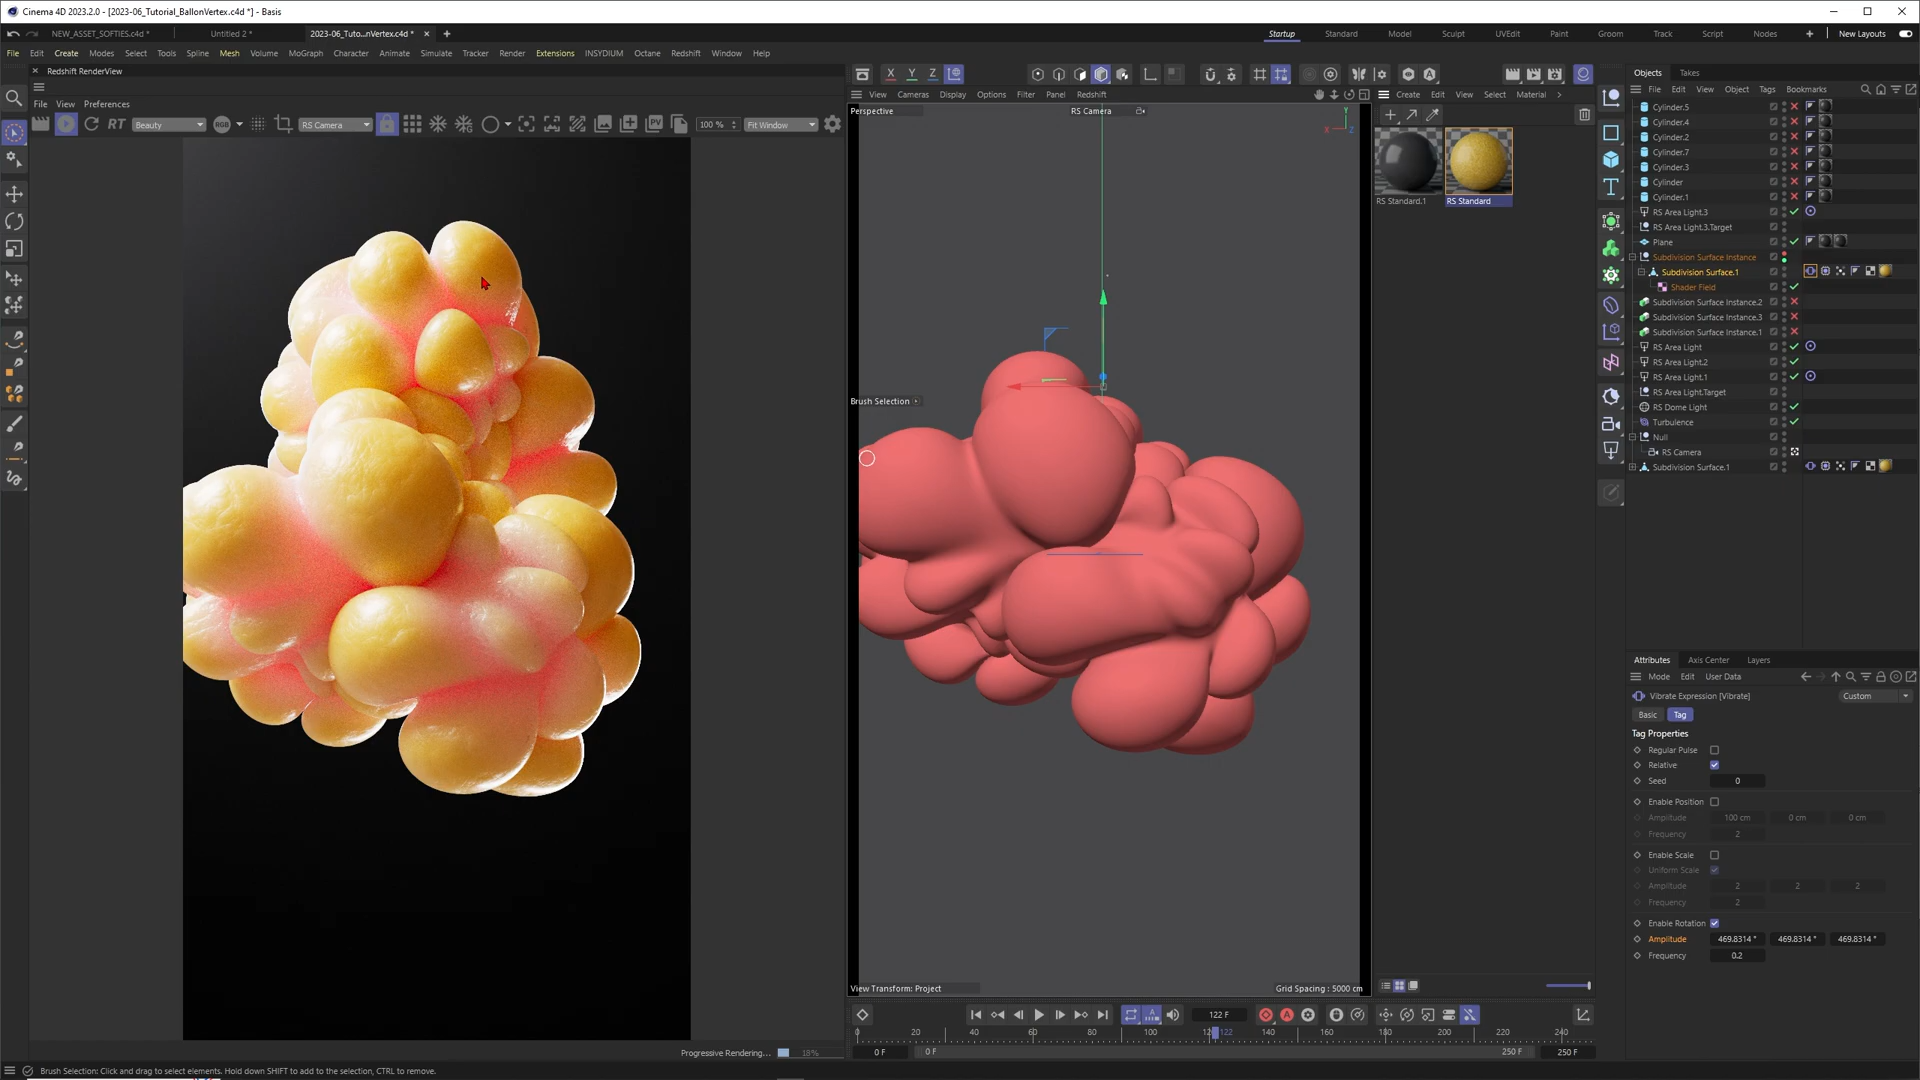 Cinema 4D 2023.2.0 - [2023-06_Tutorial_BallonVertex.c4d *] - Basis
NEW_ASSET_SOFTIES.c4d *
Untitled 2 *
2023-06_Tuto...nVertex.c4d *
Startup
Standard
Model
Sculpt
UVEdit
Paint
Groom
Track
Script
Nodes
New Layouts
File Edit Create Modes Select Tools Spline Mesh Volume MoGraph Character Animate Simulate Tracker Render Extensions INSYDIUM Octane Redshift Window Help
Redshift RenderView
File View Preferences
RT
Beauty
RGB
RS Camera
PV
100 %
Fit Window
X Y Z
View Cameras Display Options Filter Panel Redshift
Perspective
RS Camera
Y
X
Z
Brush Selection
View Transform: Project
Grid Spacing : 5000 cm
Create Edit View Select Material
RS Standard.1
RS Standard
Objects
Takes
File Edit View Object Tags Bookmarks
Cylinder.5
Cylinder.4
Cylinder.2
Cylinder.7
Cylinder.3
Cylinder
Cylinder.1
RS Area Light.3
RS Area Light.3.Target
Plane
Subdivision Surface Instance
Subdivision Surface.1
Shader Field
Subdivision Surface Instance.2
Subdivision Surface Instance.3
Subdivision Surface Instance.1
RS Area Light
RS Area Light.2
RS Area Light.1
RS Area Light.Target
RS Dome Light
Turbulence
Null
RS Camera
Subdivision Surface.1
Attributes
Axis Center
Layers
Mode Edit User Data
Vibrate Expression [Vibrate]
Custom
Basic
Tag
Tag Properties
Regular Pulse
Relative
Seed 0
Enable Position
Amplitude 100 cm 0 cm 0 cm
Frequency 2
Enable Scale
Uniform Scale
Amplitude 2 2 2
Frequency 2
Enable Rotation
Amplitude 469.8314 ° 469.8314 ° 469.8314 °
Frequency 0.2
122 F
0 20 40 60 80 100 122 140 160 180 200 220 240
0 F
0 F
250 F
250 F
Progressive Rendering... 18%
Brush Selection: Click and drag to select elements. Hold down SHIFT to add to the selection, CTRL to remove.